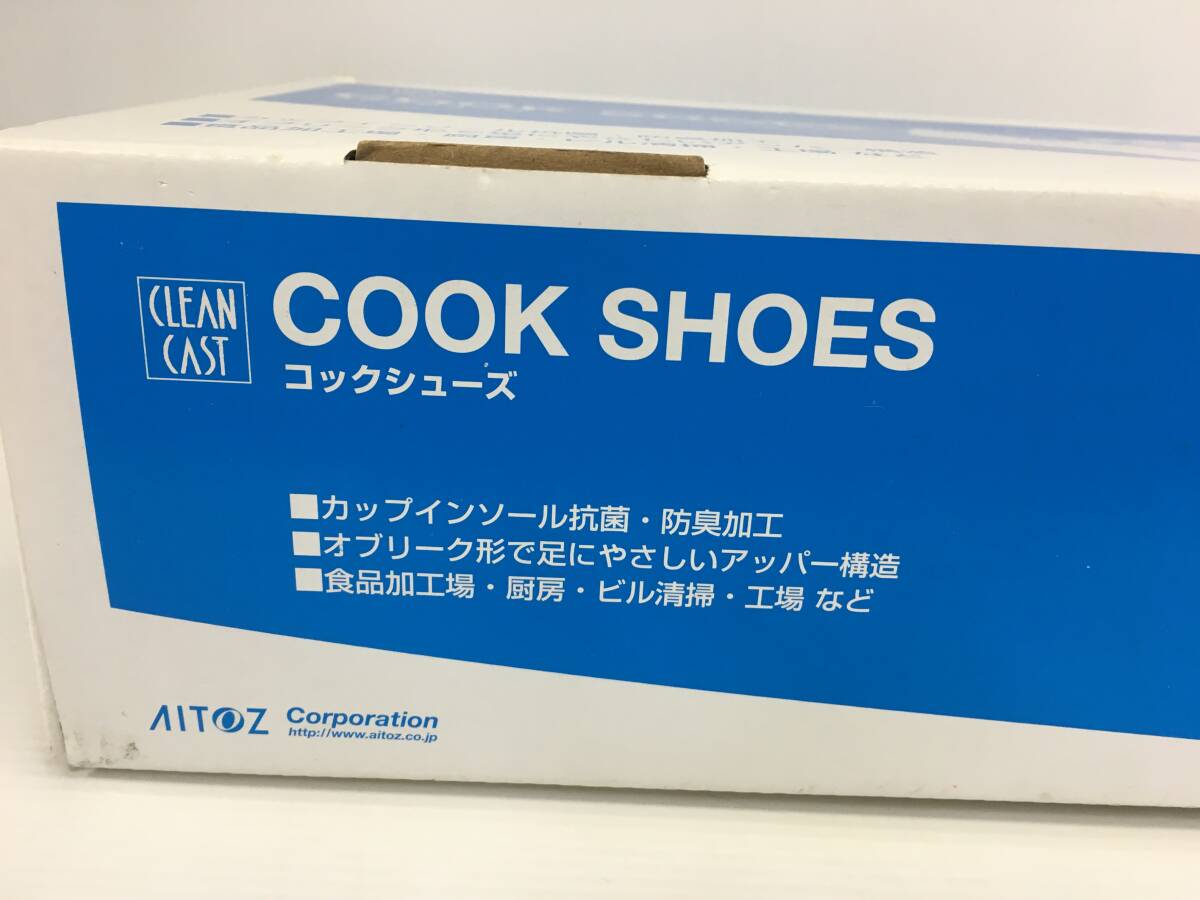 CLEAN
CAST
COOK SHOES
コックシューズ
■カップインソール抗菌・防臭加工
■オブリーク形で足にやさしいアッパー構造
■食品加工場・厨房・ビル清掃・工場 など
AITOZ Corporation
http://www.aitoz.co.jp